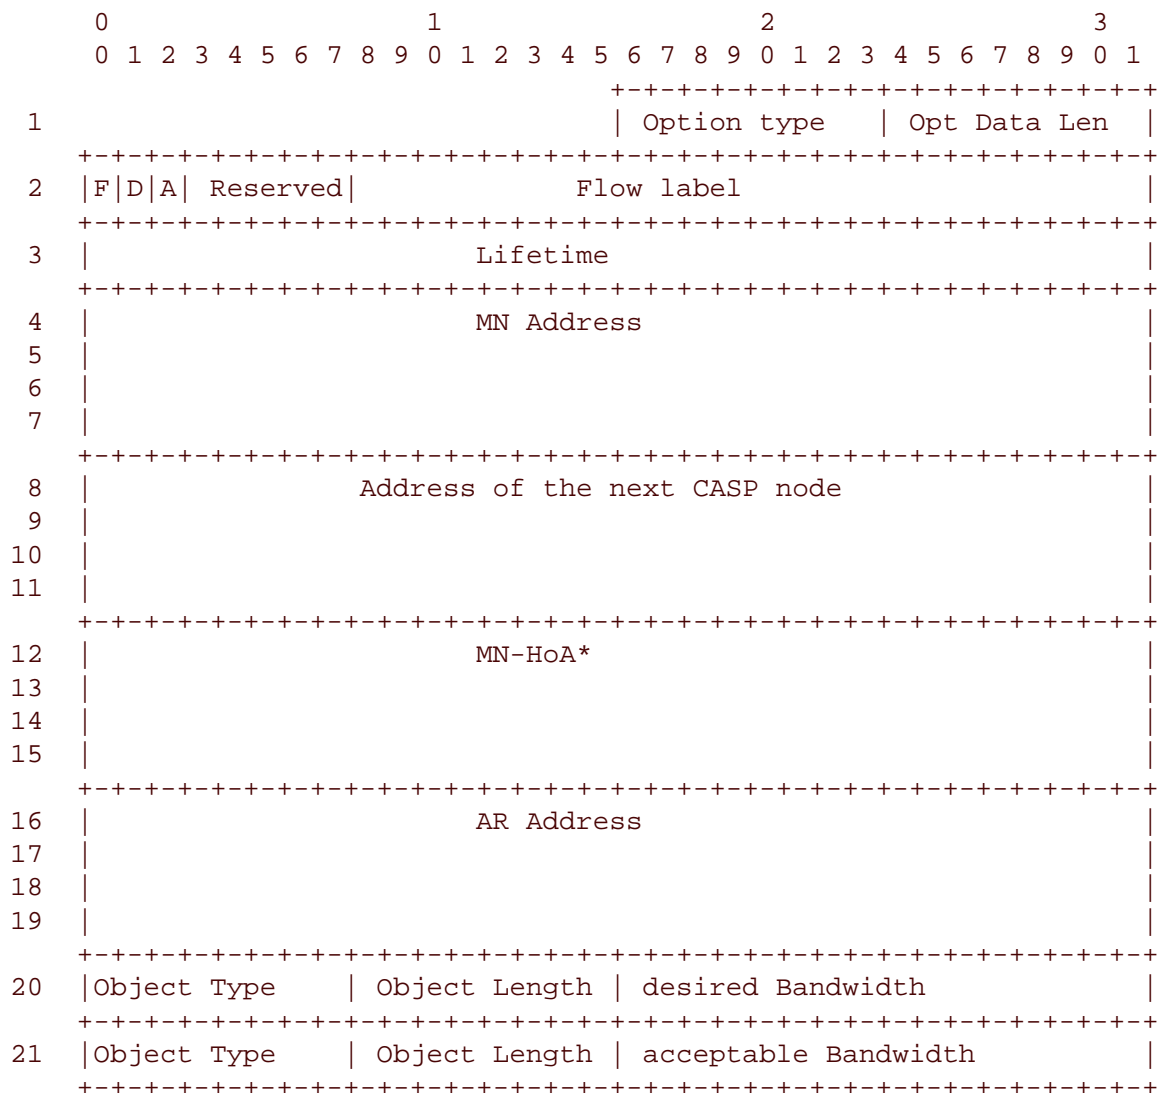 0                   1                   2                   3
      0 1 2 3 4 5 6 7 8 9 0 1 2 3 4 5 6 7 8 9 0 1 2 3 4 5 6 7 8 9 0 1
                                     +-+-+-+-+-+-+-+-+-+-+-+-+-+-+-+-+
 1                                   | Option type   | Opt Data Len  |
     +-+-+-+-+-+-+-+-+-+-+-+-+-+-+-+-+-+-+-+-+-+-+-+-+-+-+-+-+-+-+-+-+
 2   |F|D|A| Reserved|             Flow label                        |
     +-+-+-+-+-+-+-+-+-+-+-+-+-+-+-+-+-+-+-+-+-+-+-+-+-+-+-+-+-+-+-+-+
 3   |                       Lifetime                                |
     +-+-+-+-+-+-+-+-+-+-+-+-+-+-+-+-+-+-+-+-+-+-+-+-+-+-+-+-+-+-+-+-+
 4   |                       MN Address                              |
 5   |                                                               |
 6   |                                                               |
 7   |                                                               |
     +-+-+-+-+-+-+-+-+-+-+-+-+-+-+-+-+-+-+-+-+-+-+-+-+-+-+-+-+-+-+-+-+
 8   |                Address of the next CASP node                  |
 9   |                                                               |
10   |                                                               |
11   |                                                               |
     +-+-+-+-+-+-+-+-+-+-+-+-+-+-+-+-+-+-+-+-+-+-+-+-+-+-+-+-+-+-+-+-+
12   |                       MN-HoA*                                 |
13   |                                                               |
14   |                                                               |
15   |                                                               |
     +-+-+-+-+-+-+-+-+-+-+-+-+-+-+-+-+-+-+-+-+-+-+-+-+-+-+-+-+-+-+-+-+
16   |                       AR Address                              |
17   |                                                               |
18   |                                                               |
19   |                                                               |
     +-+-+-+-+-+-+-+-+-+-+-+-+-+-+-+-+-+-+-+-+-+-+-+-+-+-+-+-+-+-+-+-+
20   |Object Type    | Object Length | desired Bandwidth             |
     +-+-+-+-+-+-+-+-+-+-+-+-+-+-+-+-+-+-+-+-+-+-+-+-+-+-+-+-+-+-+-+-+
21   |Object Type    | Object Length | acceptable Bandwidth          |
     +-+-+-+-+-+-+-+-+-+-+-+-+-+-+-+-+-+-+-+-+-+-+-+-+-+-+-+-+-+-+-+-+